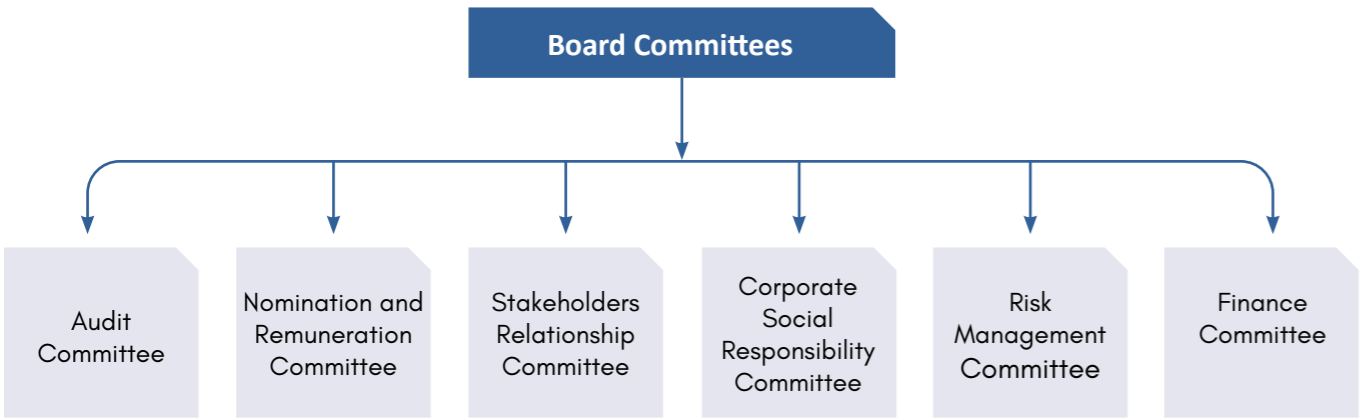 Board Committees
Audit
Committee
Nomination and
Remuneration
Committee
Stakeholders
Relationship
Committee
Corporate
Social
Responsibility
Committee
Risk
Management
Committee
Finance
Committee